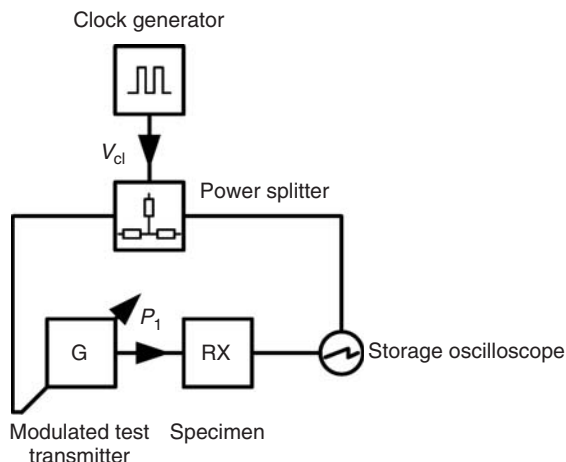 Clock generator
V_cl
Power splitter
P_1
G
RX
Storage oscilloscope
Modulated test
transmitter
Specimen